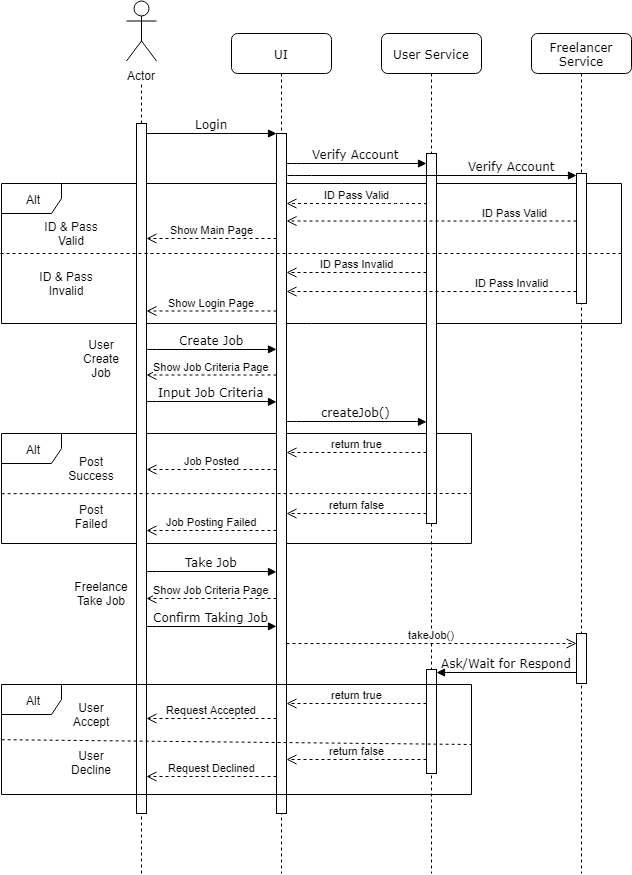 Actor
UI
User Service
Freelancer
Service
Login
Verify Account
Verify Account
Alt
ID Pass Valid
ID & Pass
Valid
ID Pass Valid
Show Main Page
ID & Pass
Invalid
ID Pass Invalid
ID Pass Invalid
Show Login Page
User
Create
Job
Create Job
Show Job Criteria Page
Input Job Criteria
createJob()
Alt
return true
Post
Success
Job Posted
Post
Failed
return false
Job Posting Failed
Take Job
Freelance
Take Job
Show Job Criteria Page
Confirm Taking Job
takeJob()
Ask/Wait for Respond
Alt
return true
User
Accept
Request Accepted
User
Decline
return false
Request Declined